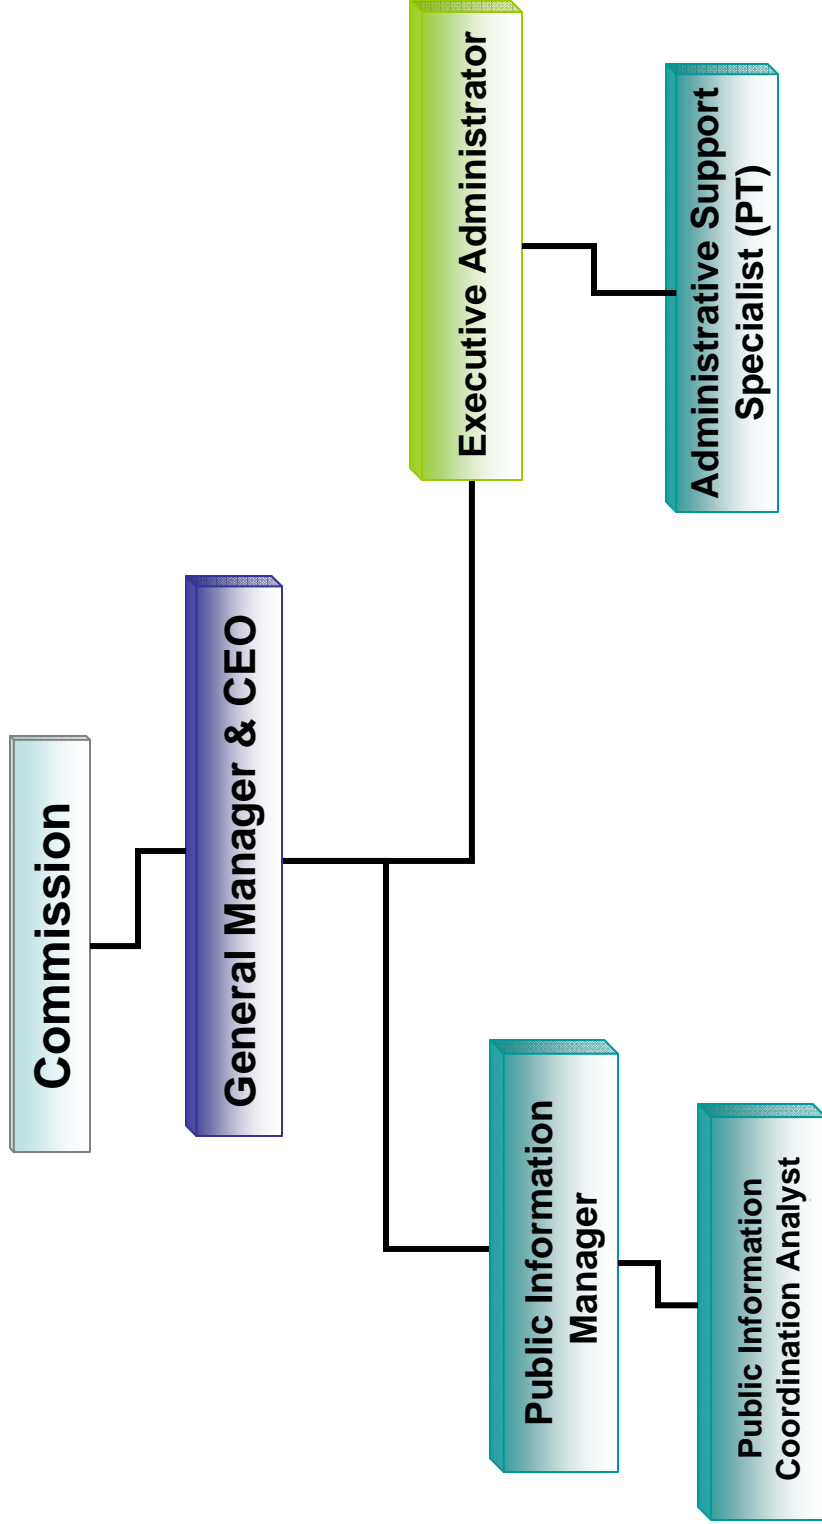 Commission
General Manager & CEO
Public Information
Manager
Executive Administrator
Public Information
Coordination Analyst
Administrative Support
Specialist (PT)